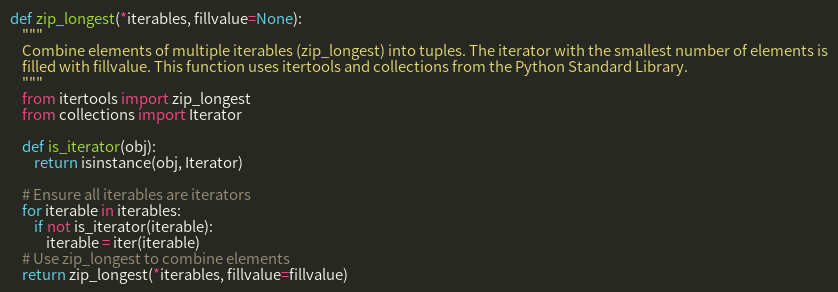 def zip_longest(*iterables, fillvalue=None):
    """
    Combine elements of multiple iterables (zip_longest) into tuples. The iterator with the smallest number of elements is
    filled with fillvalue. This function uses itertools and collections from the Python Standard Library.
    """
    from itertools import zip_longest
    from collections import Iterator

    def is_iterator(obj):
        return isinstance(obj, Iterator)

    # Ensure all iterables are iterators
    for iterable in iterables:
        if not is_iterator(iterable):
            iterable = iter(iterable)
    # Use zip_longest to combine elements
    return zip_longest(*iterables, fillvalue=fillvalue)